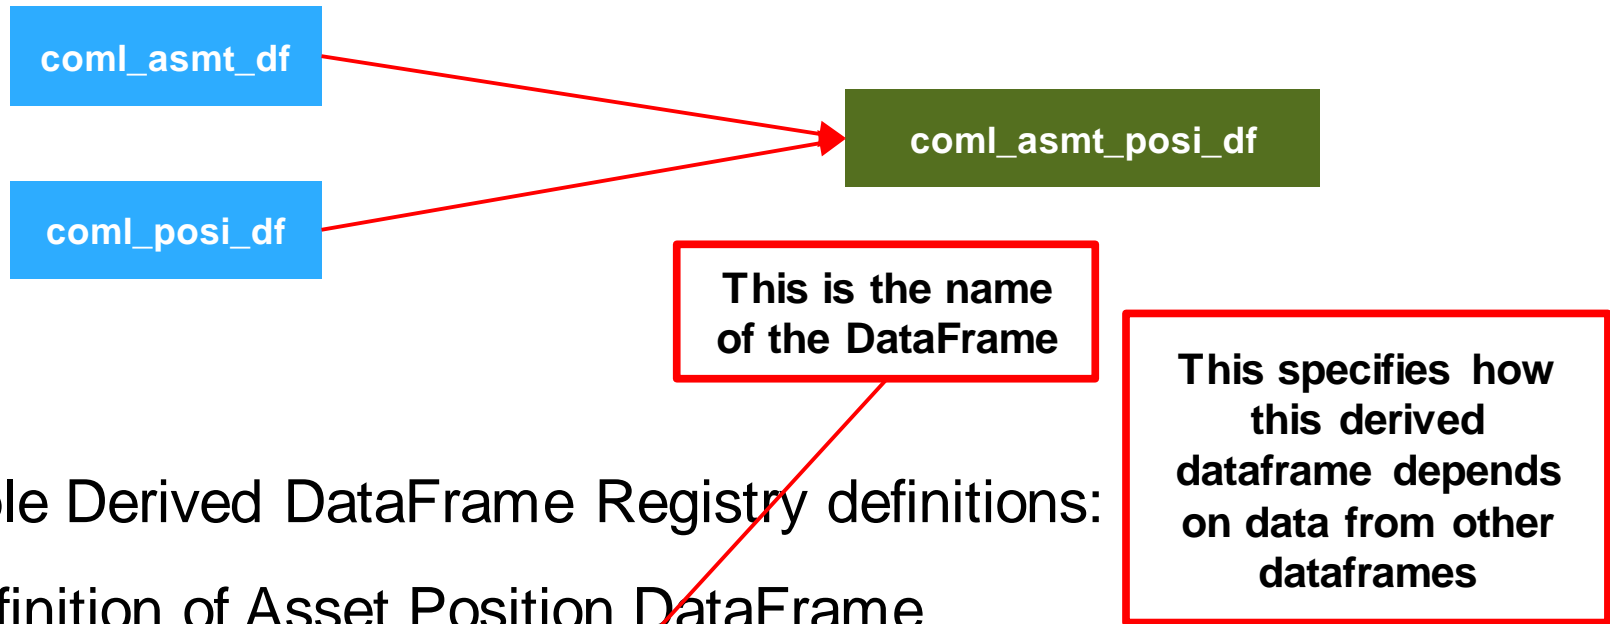 coml_asmt_df
coml_asmt_posi_df
coml_posi_df
This is the name
of the DataFrame
This specifies how
this derived
dataframe depends
on data from other
dataframes
le Derived DataFrame Registry definitions:
finition of Asset Position DataFrame